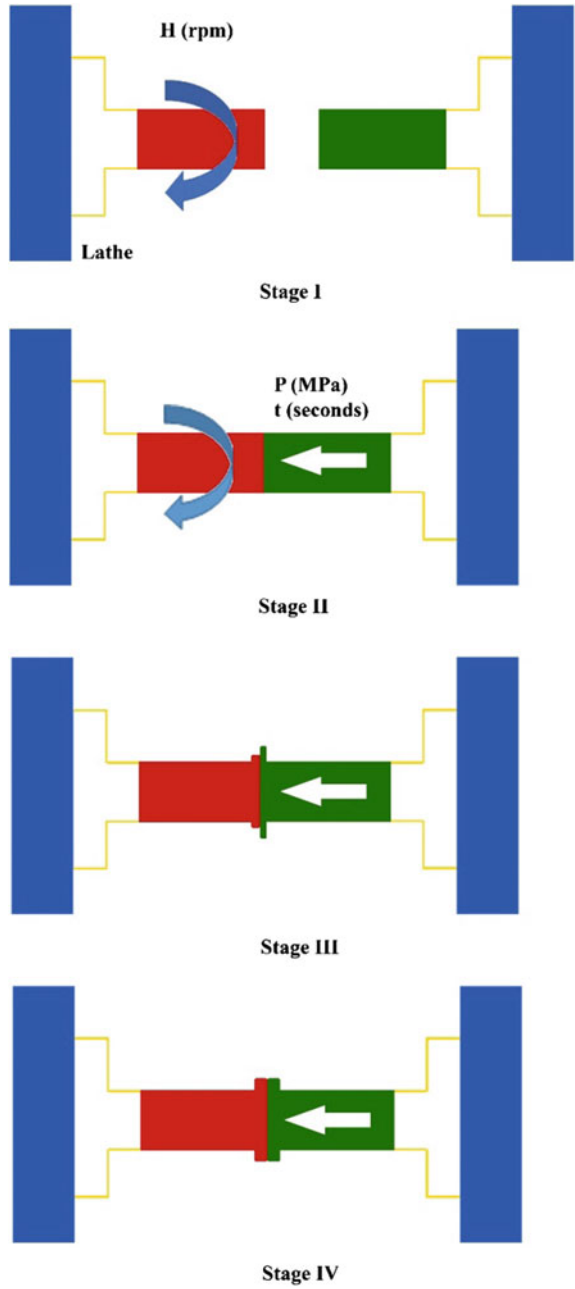 H (rpm)
Lathe
Stage I
P (MPa)
t (seconds)
Stage II
Stage III
Stage IV